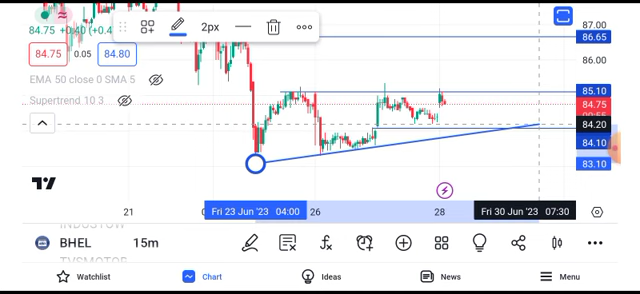 84.75 +0.40 (+0.4
2px
87.00
86.65
84.75 0.05 84.80
86.00
EMA 50 close 0 SMA 5
85.10
Supertrend 10 3
84.75
84.20
84.10
83.10
21
Fri 23 Jun '23 04:00
26
28
Fri 30 Jun '23 07:30
BHEL 15m
TVSMOTOR
Watchlist
Chart
Ideas
News
Menu